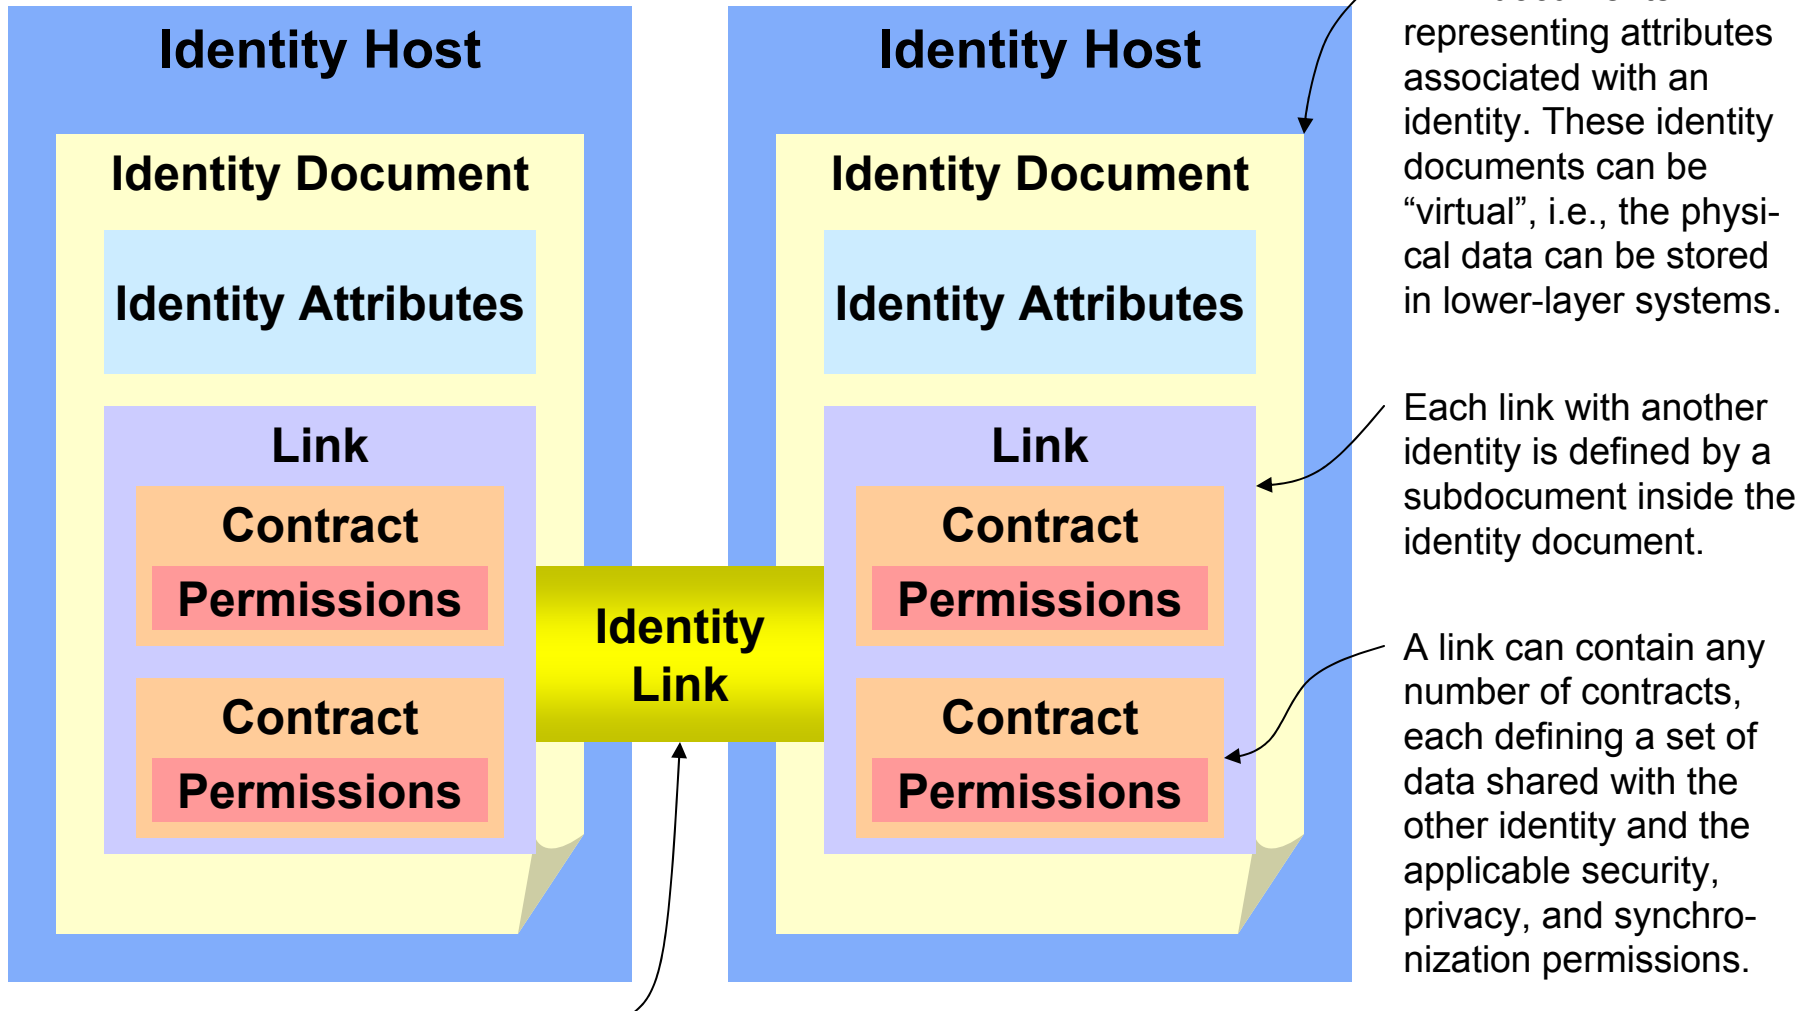 Identity Host
Identity Document
Identity Attributes
Link
Contract
Permissions
Contract
Permissions
Identity
Link
Identity Host
Identity Document
Identity Attributes
Link
Contract
Permissions
Contract
Permissions
representing attributes
associated with an
identity. These identity
documents can be
“virtual”, i.e., the physi-
cal data can be stored
in lower-layer systems.
Each link with another
identity is defined by a
subdocument inside the
identity document.
A link can contain any
number of contracts,
each defining a set of
data shared with the
other identity and the
applicable security,
privacy, and synchro-
nization permissions.